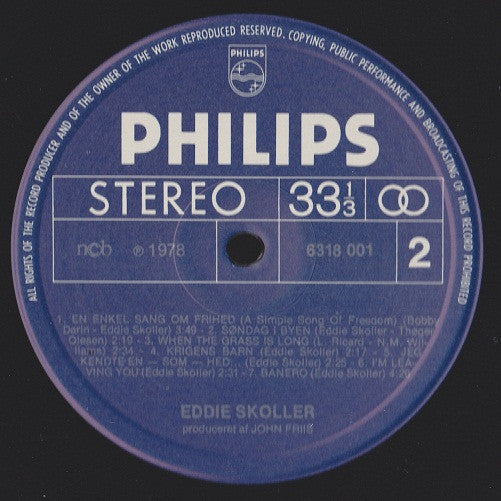 ALL RIGHTS OF THE RECORD PRODUCER AND OF THE OWNER OF THE WORK REPRODUCED RESERVED. COPYING, PUBLIC PERFORMANCE AND BROADCASTING OF THIS RECORD PROHIBITED
PHILIPS
PHILIPS
STEREO 33⅓
ncb ℗ 1978 6318 001 2
1. EN ENKEL SANG OM FRIHED (A Simple Song Of Freedom) (Bobby
Darin - Eddie Skoller) 3:49 - 2. SØNDAG I BYEN (Eddie Skoller - Thøger
Olesen) 2:19 - 3. WHEN THE GRASS IS LONG (L. Ricard - N.M. Wil-
liams) 2:34 - 4. KRIGENS BARN (Eddie Skoller) 2:17 - 5. JEG
KENDTE EN — SOM — HED... (Eddie Skoller) 2:25 - 6. I'M LEA-
VING YOU (Eddie Skoller) 2:31 - 7. BANERO (Eddie Skoller) 4:26
EDDIE SKOLLER
produceret af JOHN FRIIS